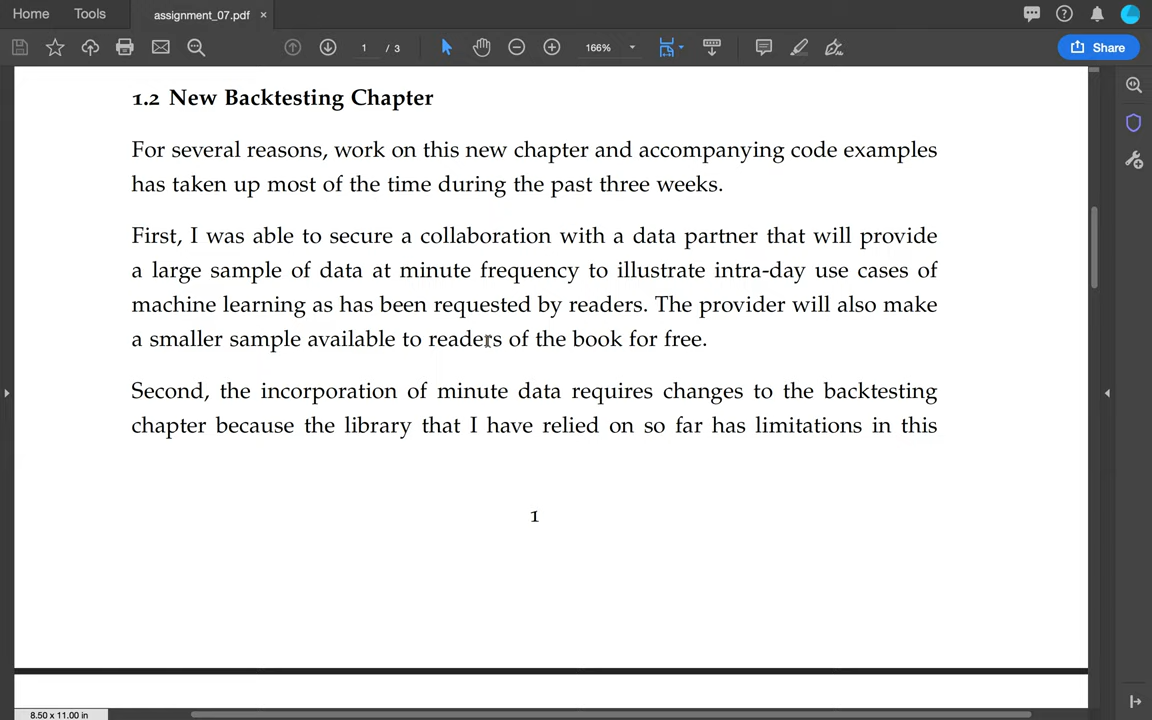 Home Tools assignment_07.pdf ×
1 / 3 166% Share
1.2 New Backtesting Chapter
For several reasons, work on this new chapter and accompanying code examples
has taken up most of the time during the past three weeks.
First, I was able to secure a collaboration with a data partner that will provide
a large sample of data at minute frequency to illustrate intra-day use cases of
machine learning as has been requested by readers. The provider will also make
a smaller sample available to readers of the book for free.
Second, the incorporation of minute data requires changes to the backtesting
chapter because the library that I have relied on so far has limitations in this
1
8.50 x 11.00 in